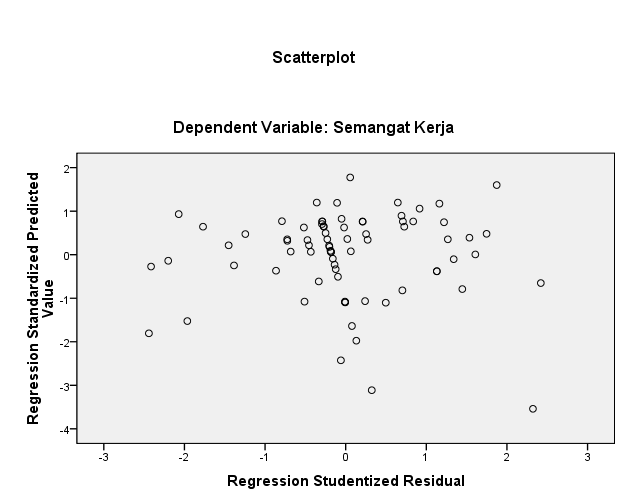 Scatterplot
Dependent Variable: Semangat Kerja
Regression Standardized Predicted
Value
2
1
0
-1
-2
-3
-4
-3
-2
-1
0
1
2
3
Regression Studentized Residual